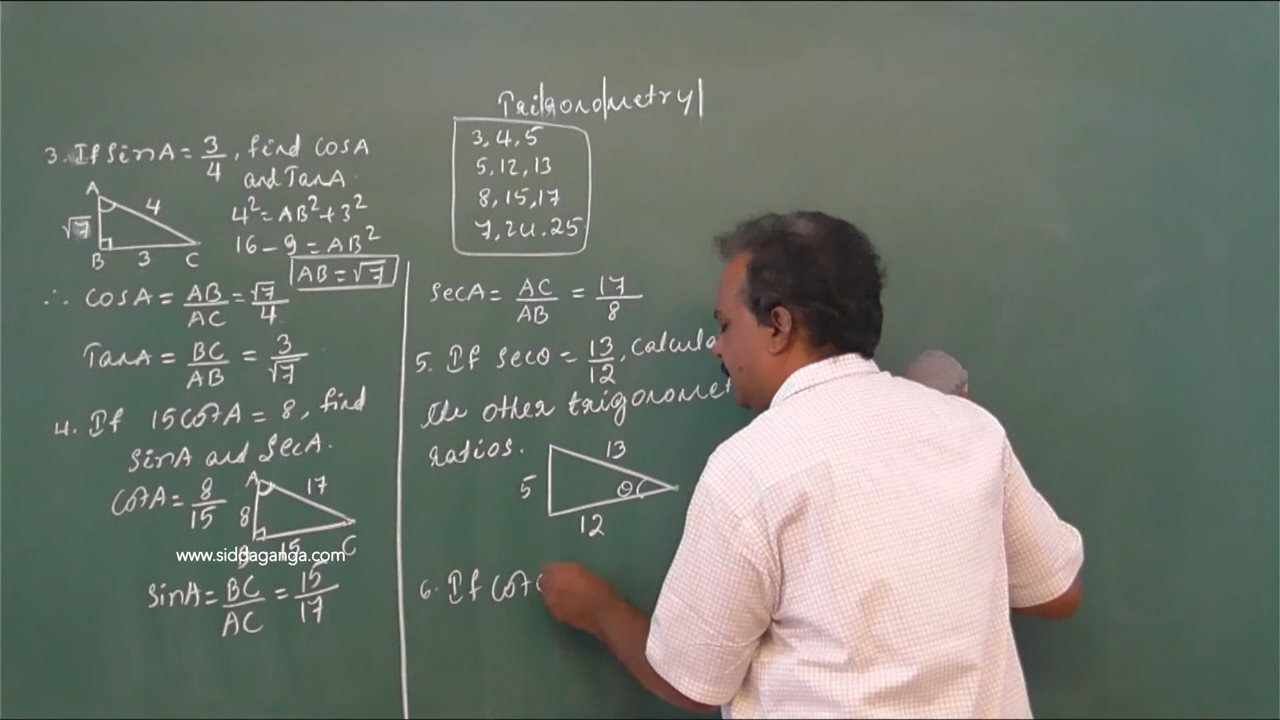 Trigonometry
3, 4, 5
5, 12, 13
8, 15, 17
7, 24, 25
3. If SinA = 3/4, find CosA
and TanA.
A
4
√7
B 3 C
4² = AB² + 3²
16 - 9 = AB²
AB = √7
∴ CosA = AB/AC = √7/4
TanA = BC/AB = 3/√7
4. If 15CotA = 8, find
SinA and SecA.
CotA = 8/15
A
17
8
B 15 C
www.siddaganga.com
SinA = BC/AC = 15/17
SecA = AC/AB = 17/8
5. If Secθ = 13/12, calcula
the other trigonomet
ratios.
13
5
θ
12
6. If Cot